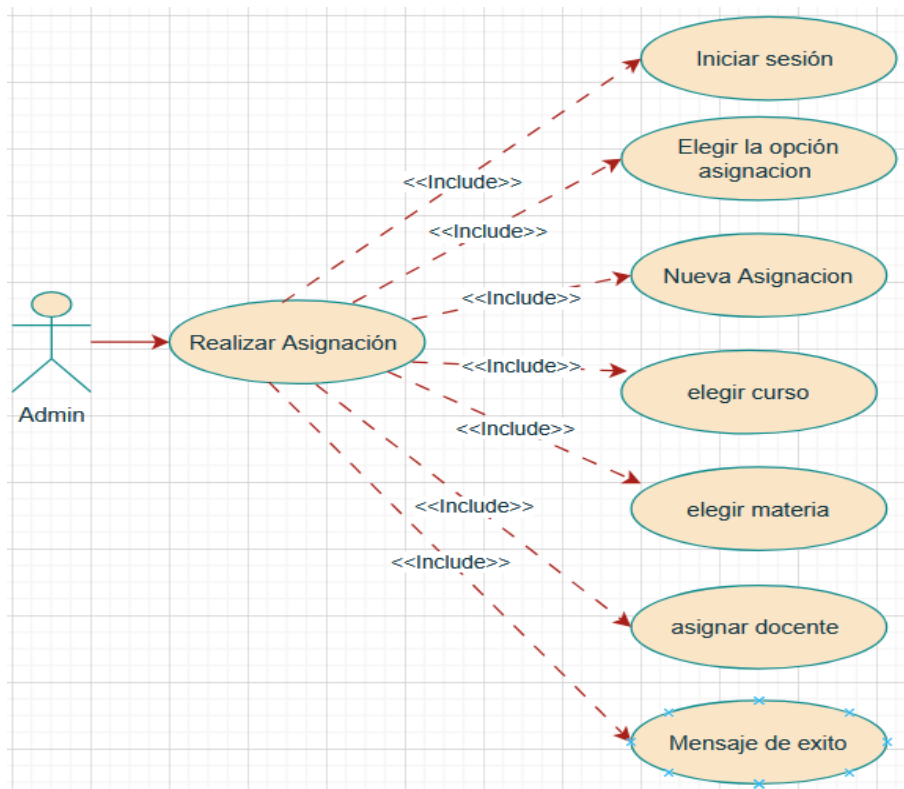 Iniciar sesión
Elegir la opción
asignacion
<<Include>>
<<Include>>
Nueva Asignacion
<<Include>>
Realizar Asignación
<<Include>>
elegir curso
Admin
<<Include>>
elegir materia
<<Include>>
<<Include>>
asignar docente
Mensaje de exito